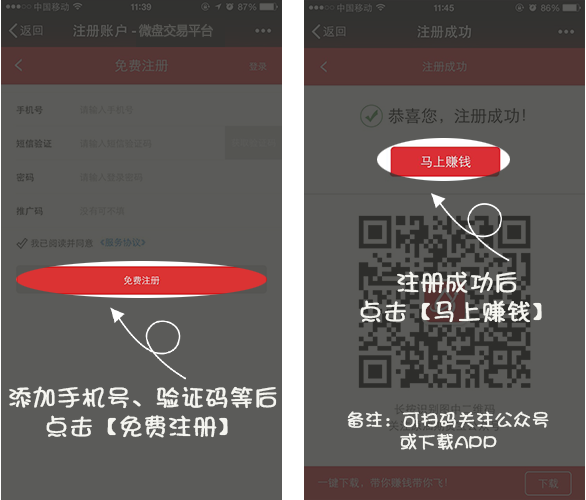 中国移动
11:39
87%
返回
注册账户 - 微盘交易平台
免费注册
登录
手机号
请输入手机号
短信验证
请输入短信验证码
密码
请输入登录密码
推广码
没有可不填
我已阅读并同意 《服务协议》
免费注册
添加手机号、验证码等后
点击【免费注册】
中国移动
11:45
86%
返回
注册成功
注册成功
恭喜您，注册成功！
马上赚钱
注册成功后
点击【马上赚钱】
备注：可扫码关注公众号
或下载APP
一键下载，带你赚钱带你飞！
下载